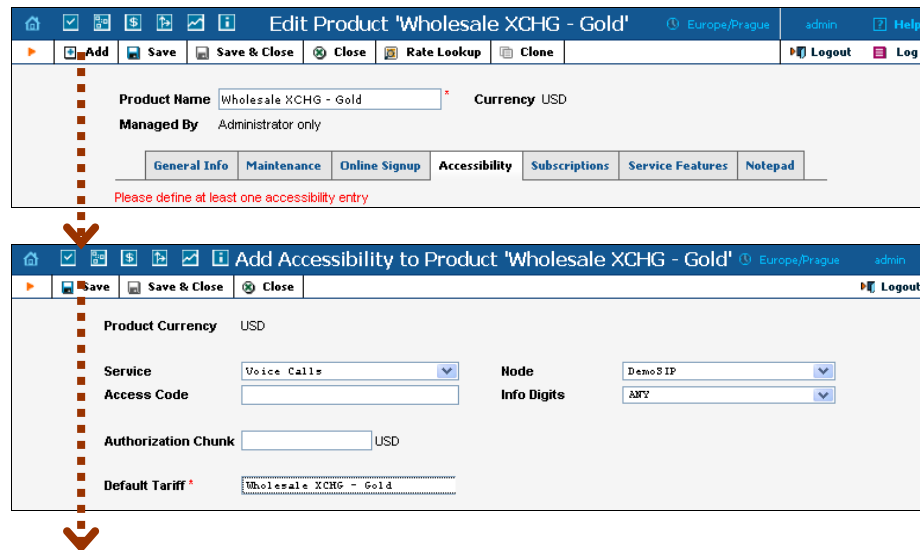 Edit Product 'Wholesale XCHG - Gold' Europe/Prague admin Help
Add Save Save & Close Close Rate Lookup Clone Logout Log
Product Name Wholesale XCHG - Gold * Currency USD
Managed By Administrator only
General Info Maintenance Online Signup Accessibility Subscriptions Service Features Notepad
Please define at least one accessibility entry
Add Accessibility to Product 'Wholesale XCHG - Gold' Europe/Prague admin
Save Save & Close Close Logout
Product Currency USD
Service Voice Calls Node DemoSIP
Access Code Info Digits ANY
Authorization Chunk USD
Default Tariff * Wholesale XCHG - Gold